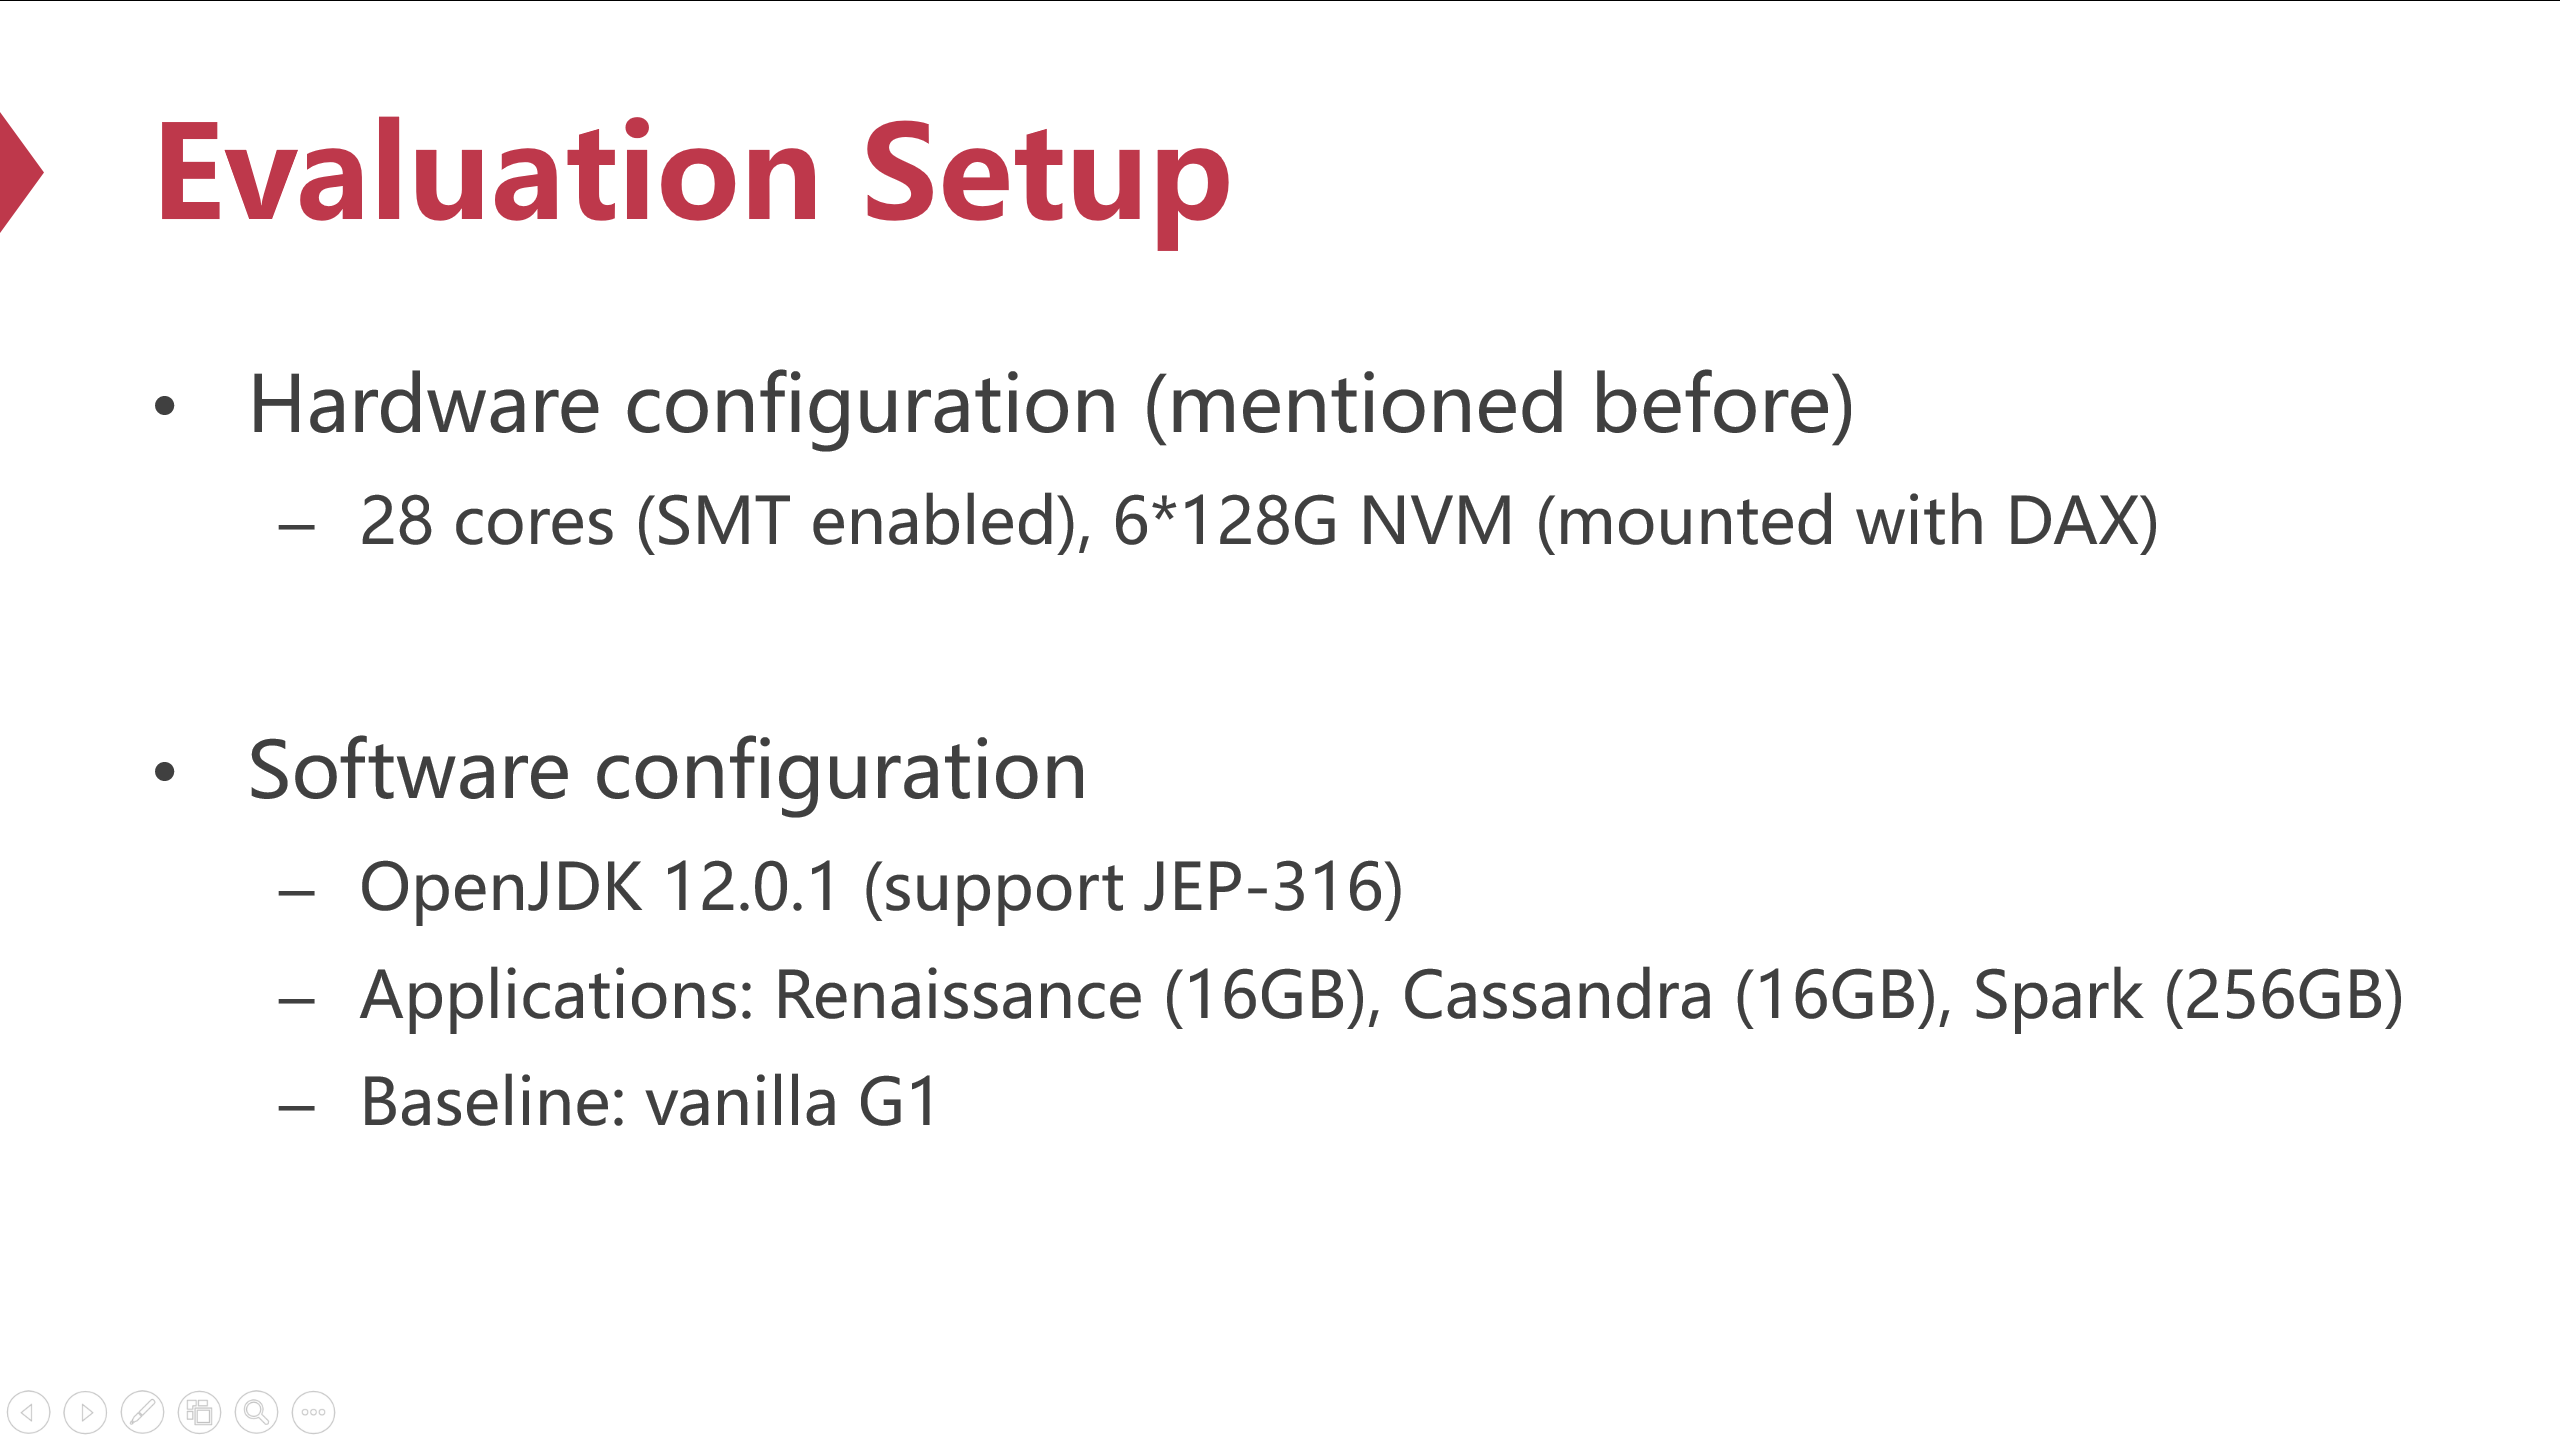 Evaluation Setup
• Hardware configuration (mentioned before)
– 28 cores (SMT enabled), 6*128G NVM (mounted with DAX)
• Software configuration
– OpenJDK 12.0.1 (support JEP-316)
– Applications: Renaissance (16GB), Cassandra (16GB), Spark (256GB)
– Baseline: vanilla G1